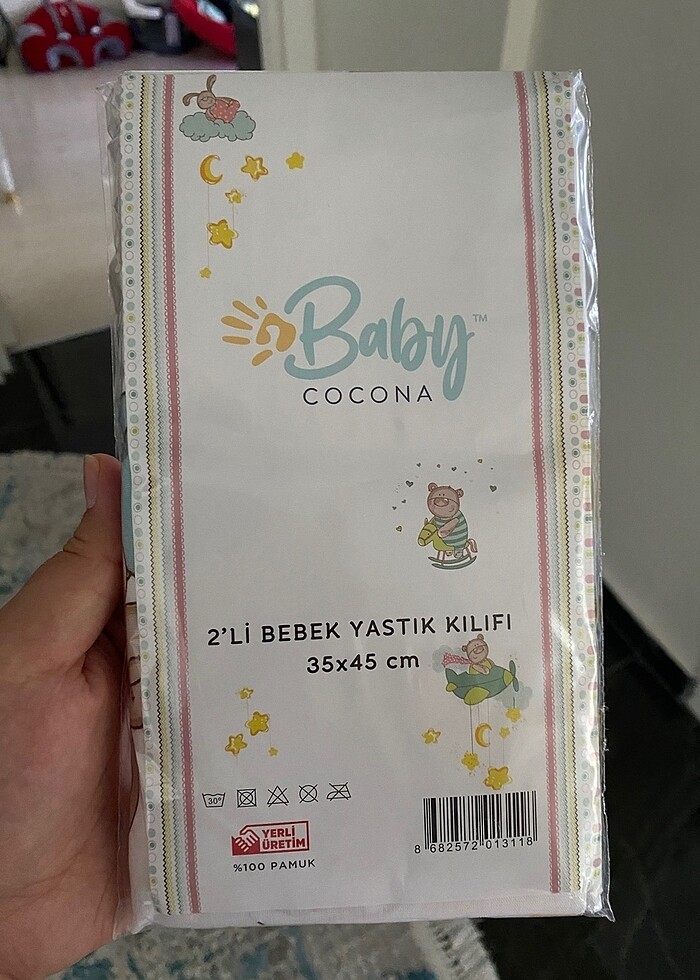 Baby™
COCONA
2'Lİ BEBEK YASTIK KILIFI
35x45 cm
30°
YERLİ
ÜRETİM
%100 PAMUK
8 682572 013118